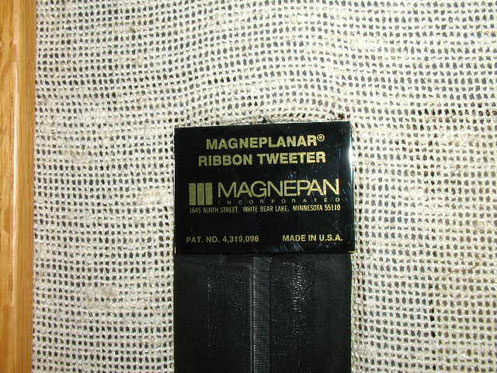 MAGNEPLANAR®
RIBBON TWEETER
MAGNEPAN
INCORPORATED
1645 NINTH STREET, WHITE BEAR LAKE, MINNESOTA 55110
PAT. NO. 4,319,096 MADE IN U.S.A.